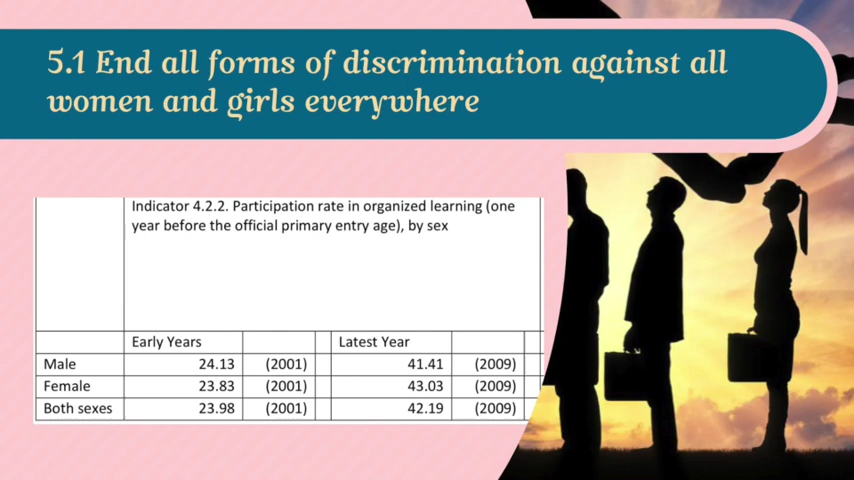 5.1 End all forms of discrimination against all
women and girls everywhere
Indicator 4.2.2. Participation rate in organized learning (one
year before the official primary entry age), by sex
Early Years Latest Year
Male 24.13 (2001) 41.41 (2009)
Female 23.83 (2001) 43.03 (2009)
Both sexes 23.98 (2001) 42.19 (2009)